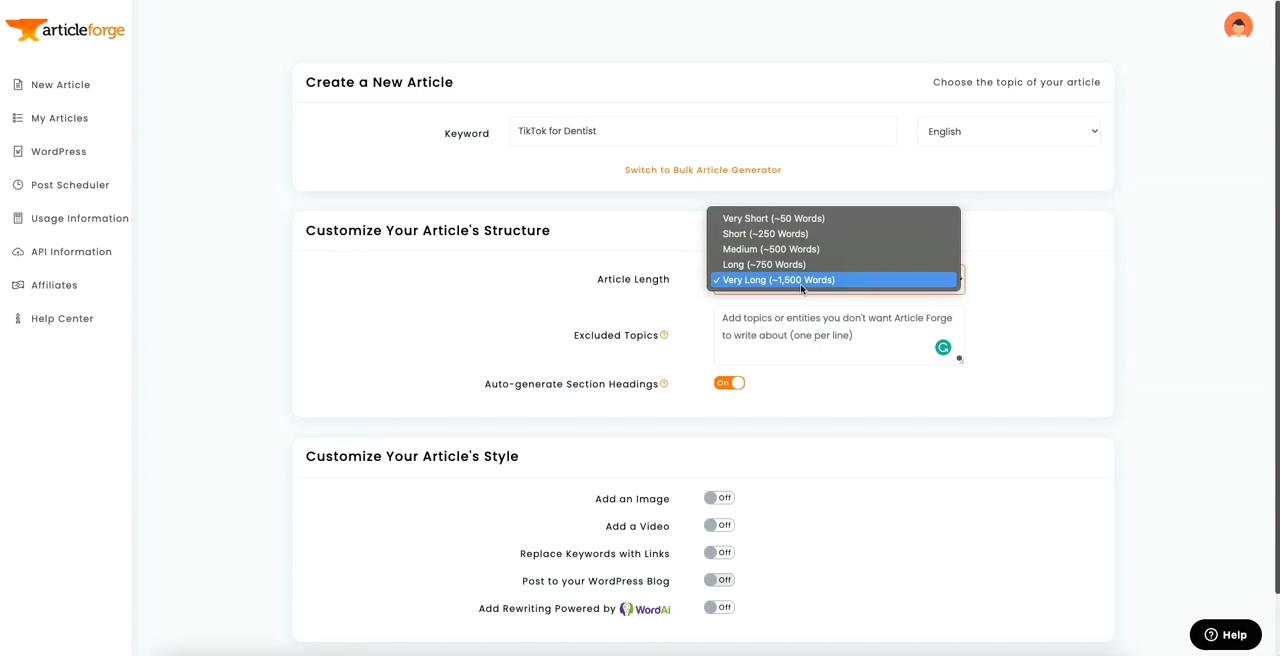 articleforge
New Article
My Articles
WordPress
Post Scheduler
Usage Information
API Information
Affiliates
Help Center
Create a New Article
Choose the topic of your article
Keyword
TikTok for Dentist
English
Switch to Bulk Article Generator
Customize Your Article's Structure
Very Short (~50 Words)
Short (~250 Words)
Medium (~500 Words)
Long (~750 Words)
Article Length
✓ Very Long (~1,500 Words)
Excluded Topics ?
Add topics or entities you don't want Article Forge
to write about (one per line)
Auto-generate Section Headings ?
On
Customize Your Article's Style
Add an Image Off
Add a Video Off
Replace Keywords with Links Off
Post to your WordPress Blog Off
Add Rewriting Powered by WordAi Off
? Help